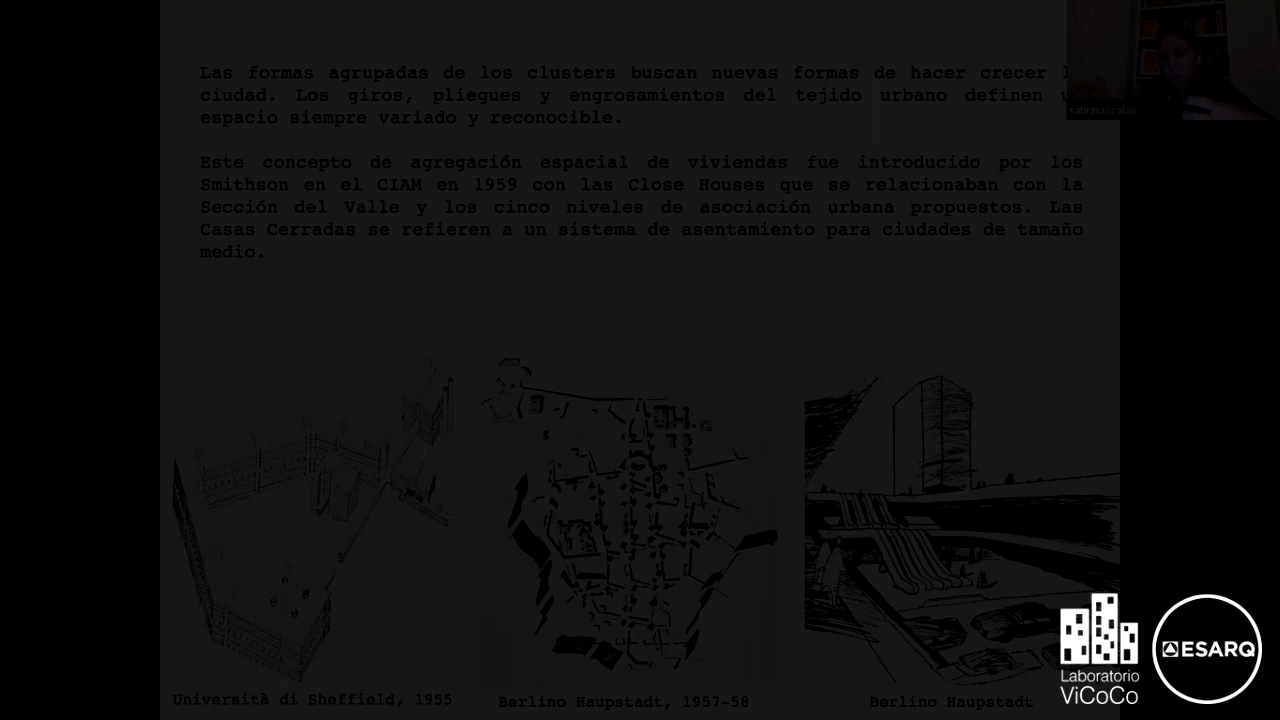 Las formas agrupadas de los clusters buscan nuevas formas de hacer crecer
ciudad. Los giros, pliegues y engrosamientos del tejido urbano definen
espacio siempre variado y reconocible.
Este concepto de agregación espacial de viviendas fue introducido por los
Smithson en el CIAM en 1959 con las Close Houses que se relacionaban con la
Sección del Valle y los cinco niveles de asociación urbana propuestos. Las
Casas Cerradas se refieren a un sistema de asentamiento para ciudades de tamaño
medio.
sabrinascalas
Università di Sheffield, 1955
Berlino Haupstadt, 1957-58
Berlino Haupstadt
Laboratorio
ViCoCo
ESARQ